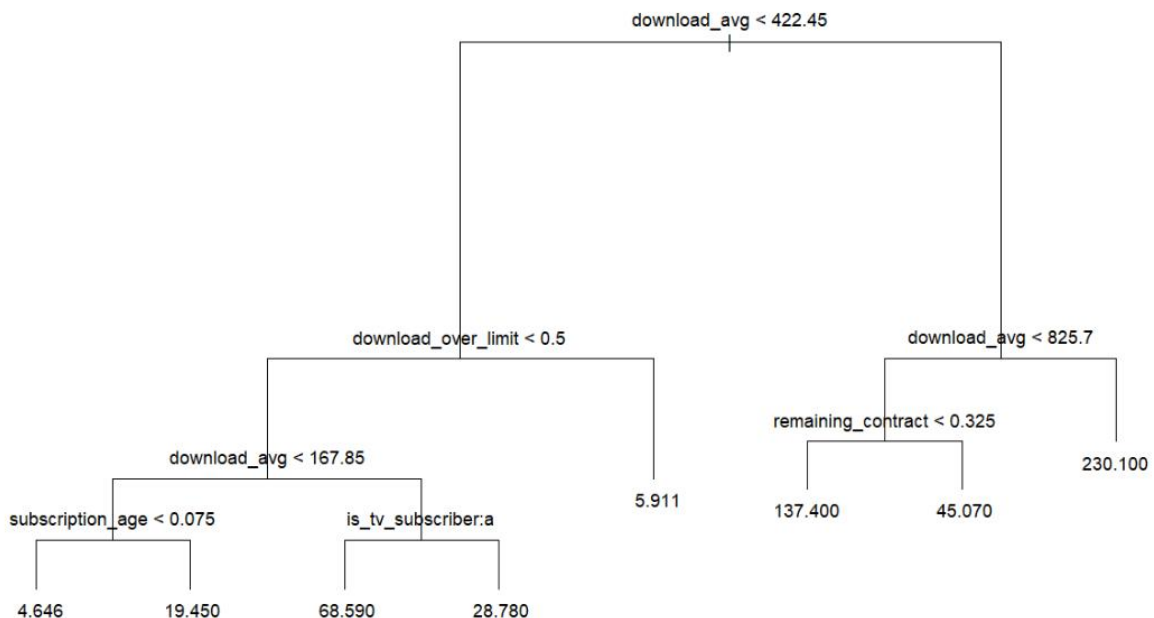 download_avg < 422.45
download_over_limit < 0.5
download_avg < 825.7
remaining_contract < 0.325
download_avg < 167.85
230.100
5.911
137.400
45.070
subscription_age < 0.075
is_tv_subscriber:a
4.646
19.450
68.590
28.780